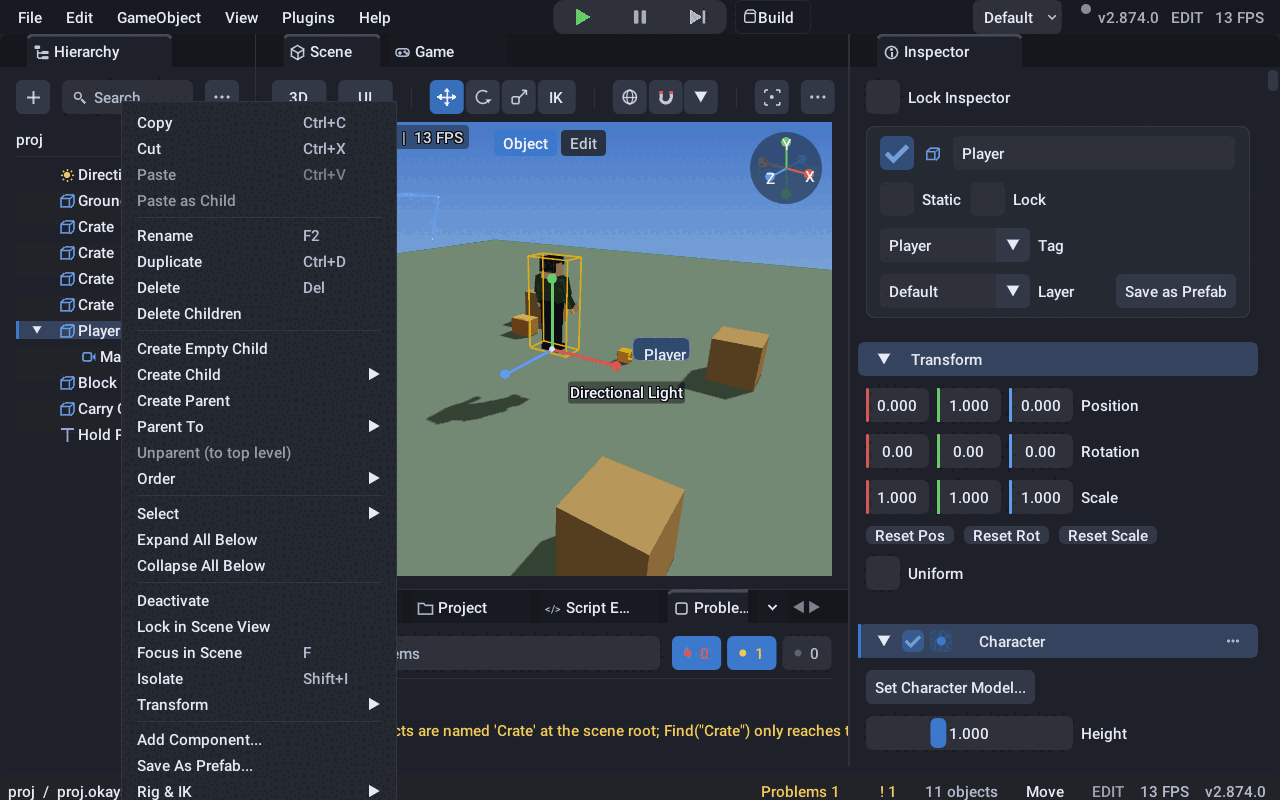 File Edit GameObject View Plugins Help
Build
Default
v2.874.0 EDIT 13 FPS
Hierarchy
Scene
Game
Inspector
Search
3D
UI
IK
Lock Inspector
proj
| 13 FPS
Object Edit
Y
X
Z
Player
Static
Lock
Player
Tag
Default
Layer
Save as Prefab
Directi
Groun
Crate
Crate
Crate
Crate
Player
Ma
Block
Carry
Hold
Copy Ctrl+C
Cut Ctrl+X
Paste Ctrl+V
Paste as Child
Rename F2
Duplicate Ctrl+D
Delete Del
Delete Children
Create Empty Child
Create Child
Create Parent
Parent To
Unparent (to top level)
Order
Select
Expand All Below
Collapse All Below
Deactivate
Lock in Scene View
Focus in Scene F
Isolate Shift+I
Transform
Add Component...
Save As Prefab...
Rig & IK
Player
Directional Light
Transform
0.000 1.000 0.000 Position
0.00 0.00 0.00 Rotation
1.000 1.000 1.000 Scale
Reset Pos Reset Rot Reset Scale
Uniform
Character
Set Character Model...
1.000 Height
Project
Script E...
Proble...
ems
0
1
0
cts are named 'Crate' at the scene root; Find("Crate") only reaches t
proj / proj.okay
Problems 1
! 1
11 objects
Move
EDIT
13 FPS
v2.874.0